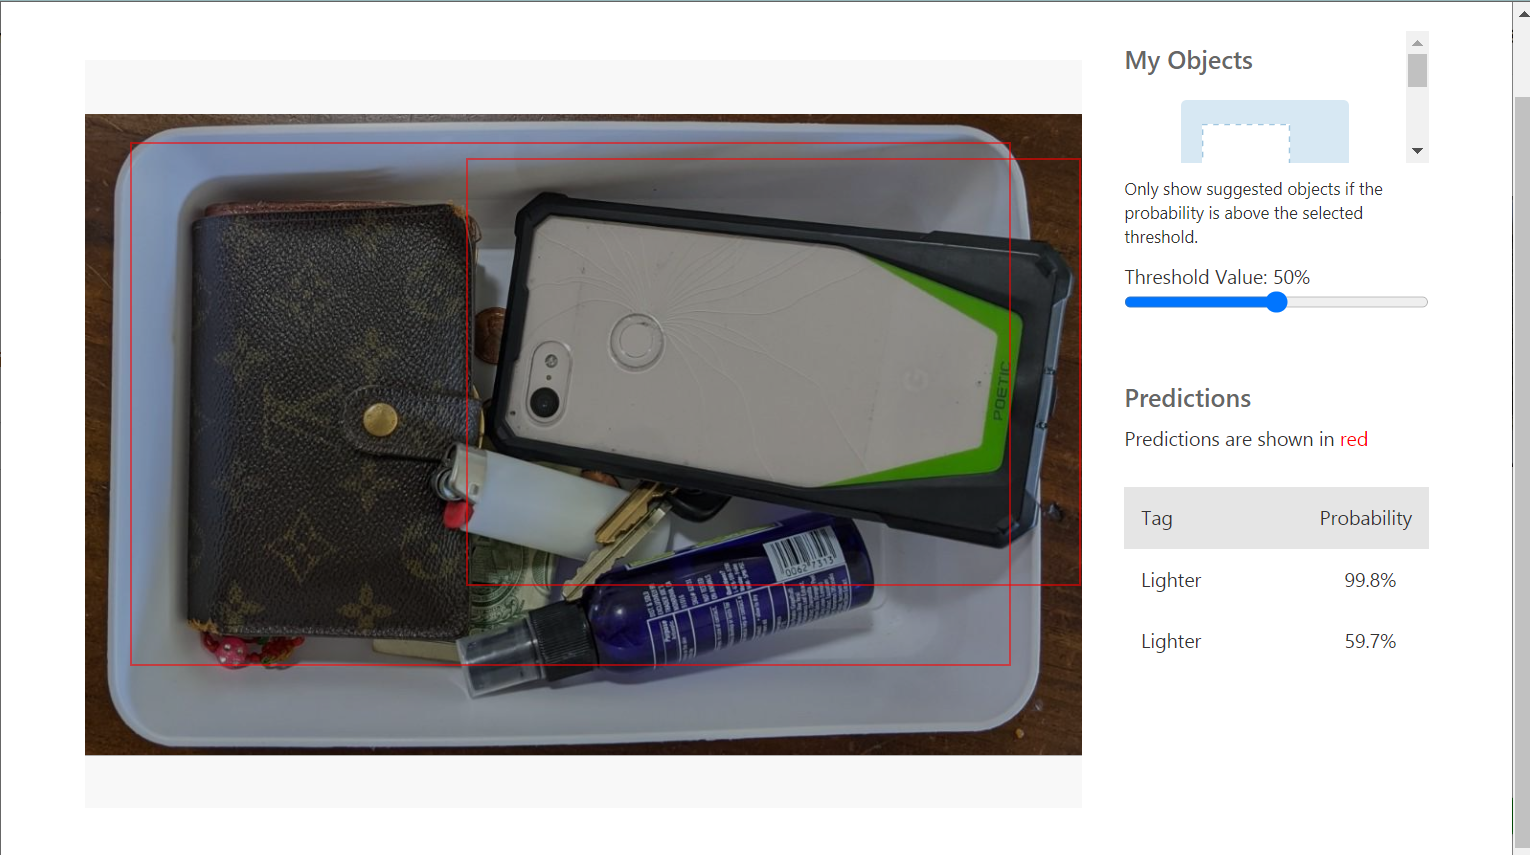 My Objects
Only show suggested objects if the
probability is above the selected
threshold.
Threshold Value: 50%
Predictions
Predictions are shown in red
Tag Probability
Lighter 99.8%
Lighter 59.7%
POETIC
G